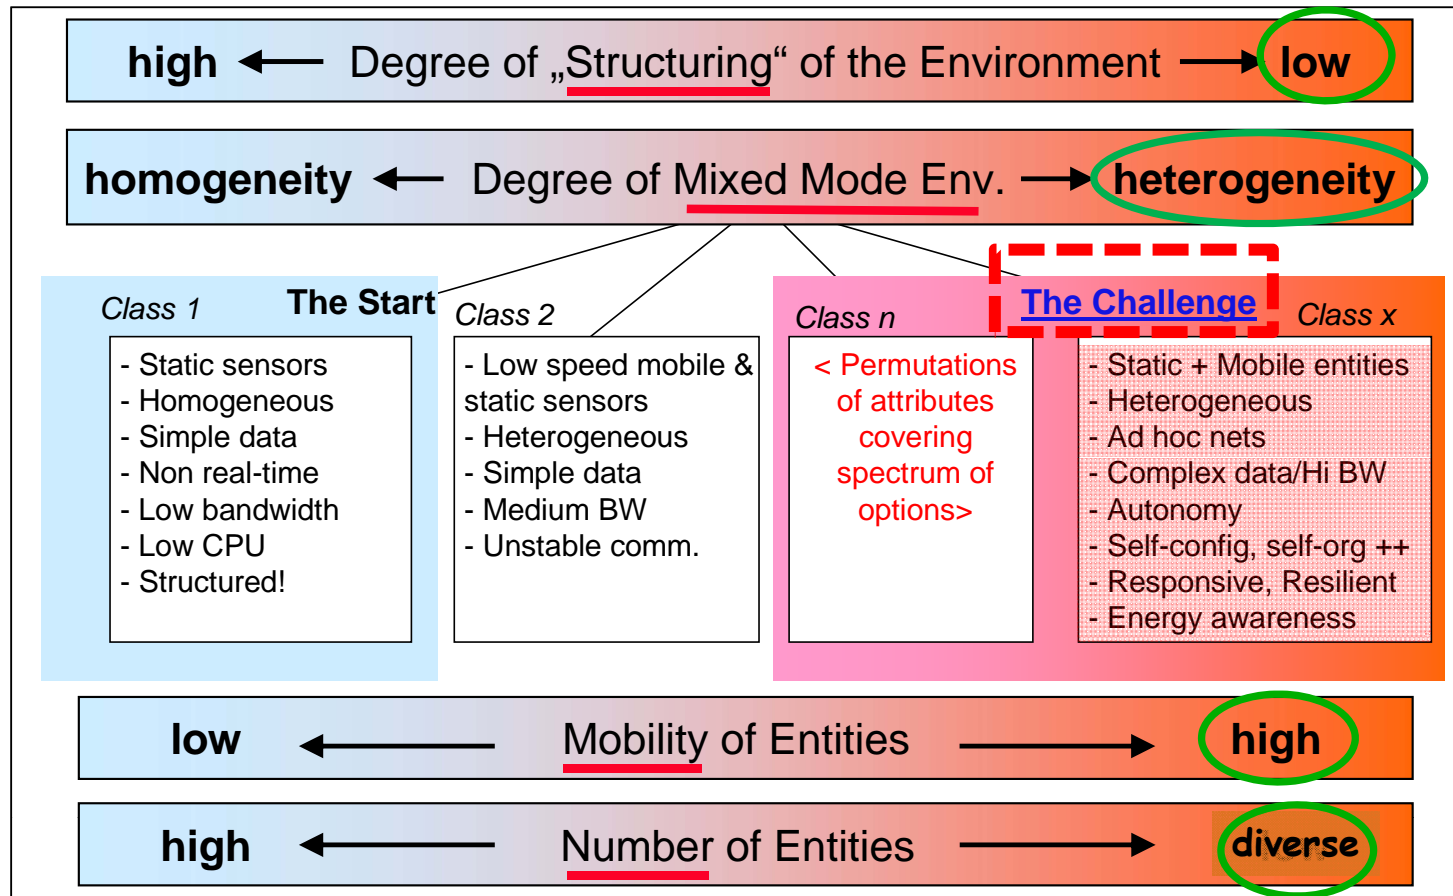 high Degree of „Structuring“ of the Environment low
homogeneity Degree of Mixed Mode Env. heterogeneity
Class 1 The Start
- Static sensors
- Homogeneous
- Simple data
- Non real-time
- Low bandwidth
- Low CPU
- Structured!
Class 2
- Low speed mobile &
static sensors
- Heterogeneous
- Simple data
- Medium BW
- Unstable comm.
Class n
< Permutations
of attributes
covering
spectrum of
options>
The Challenge
Class x
- Static + Mobile entities
- Heterogeneous
- Ad hoc nets
- Complex data/Hi BW
- Autonomy
- Self-config, self-org ++
- Responsive, Resilient
- Energy awareness
low Mobility of Entities high
high Number of Entities diverse